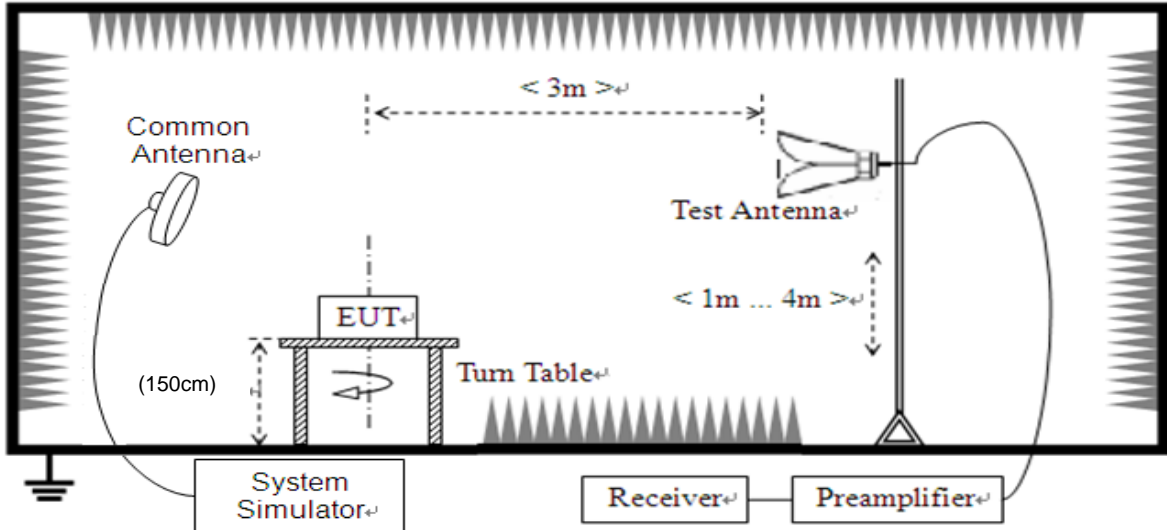 < 3m >↵
Common
Antenna↵
Test Antenna↵
< 1m ... 4m >↵
EUT↵
(150cm)
Turn Table↵
System
Simulator↵
Receiver↵
Preamplifier↵